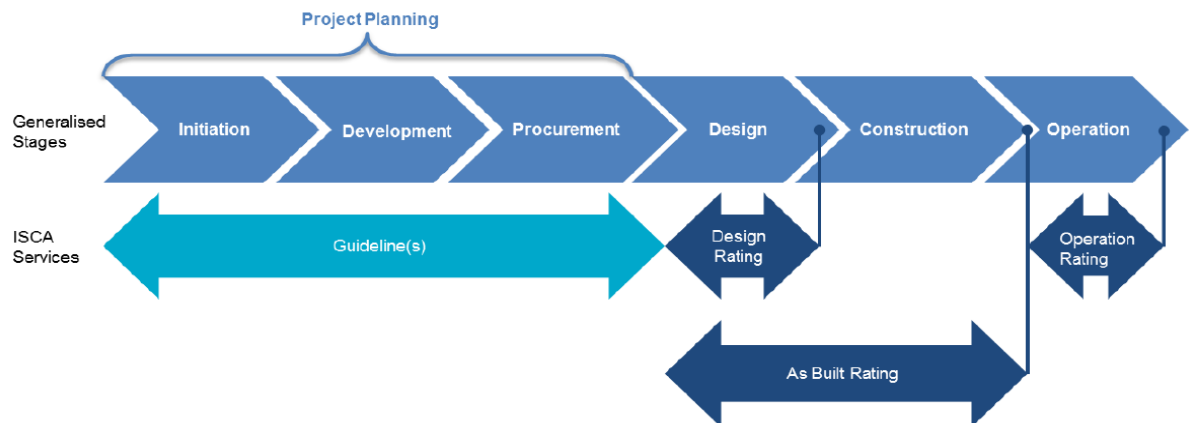 Project Planning
Generalised
Stages
Initiation
Development
Procurement
Design
Construction
Operation
ISCA
Services
Guideline(s)
Design
Rating
Operation
Rating
As Built Rating